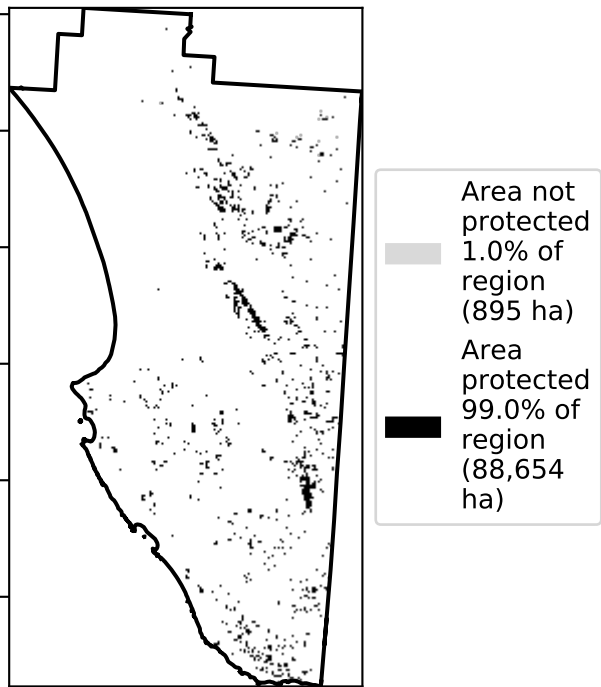 Area not
protected
1.0% of
region
(895 ha)
Area
protected
99.0% of
region
(88,654
ha)